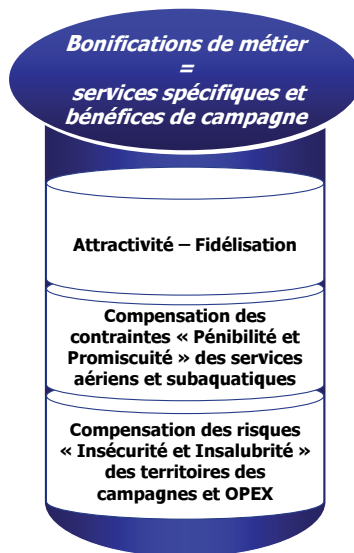 Bonifications de métier
=
services spécifiques et
bénéfices de campagne
Attractivité – Fidélisation
Compensation des
contraintes « Pénibilité et
Promiscuité » des services
aériens et subaquatiques
Compensation des risques
« Insécurité et Insalubrité »
des territoires des
campagnes et OPEX